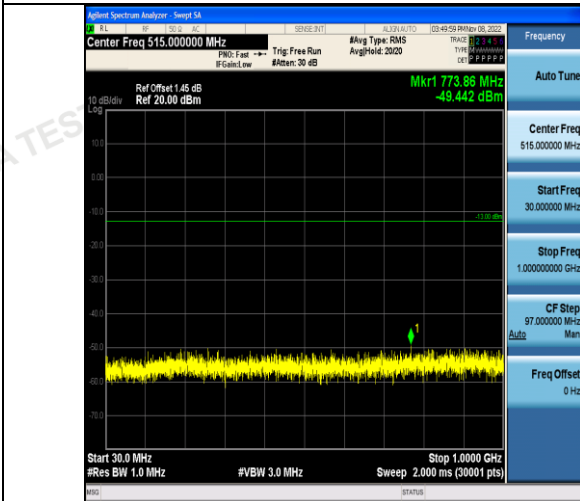 Agilent Spectrum Analyzer - Swept SA
RL RF 50 Ω AC SENSE:INT ALIGN AUTO 03:49:59 PM Nov 08, 2022
Center Freq 515.000000 MHz
PNO: Fast
IFGain:Low
Trig: Free Run
#Atten: 30 dB
#Avg Type: RMS
Avg|Hold: 20/20
TRACE 1 2 3 4 5 6
TYPE
DET P P P P P P
Frequency
Auto Tune
Mkr1 773.86 MHz
-49.442 dBm
Ref Offset 1.45 dB
10 dB/div Ref 20.00 dBm
Log
10.0
0.00
-10.0
-13.00 dBm
-20.0
-30.0
-40.0
1
-50.0
-60.0
-70.0
Center Freq
515.000000 MHz
Start Freq
30.000000 MHz
Stop Freq
1.000000000 GHz
CF Step
97.000000 MHz
Auto Man
Freq Offset
0 Hz
Start 30.0 MHz Stop 1.0000 GHz
#Res BW 1.0 MHz #VBW 3.0 MHz Sweep 2.000 ms (30001 pts)
MSG STATUS
A TEST